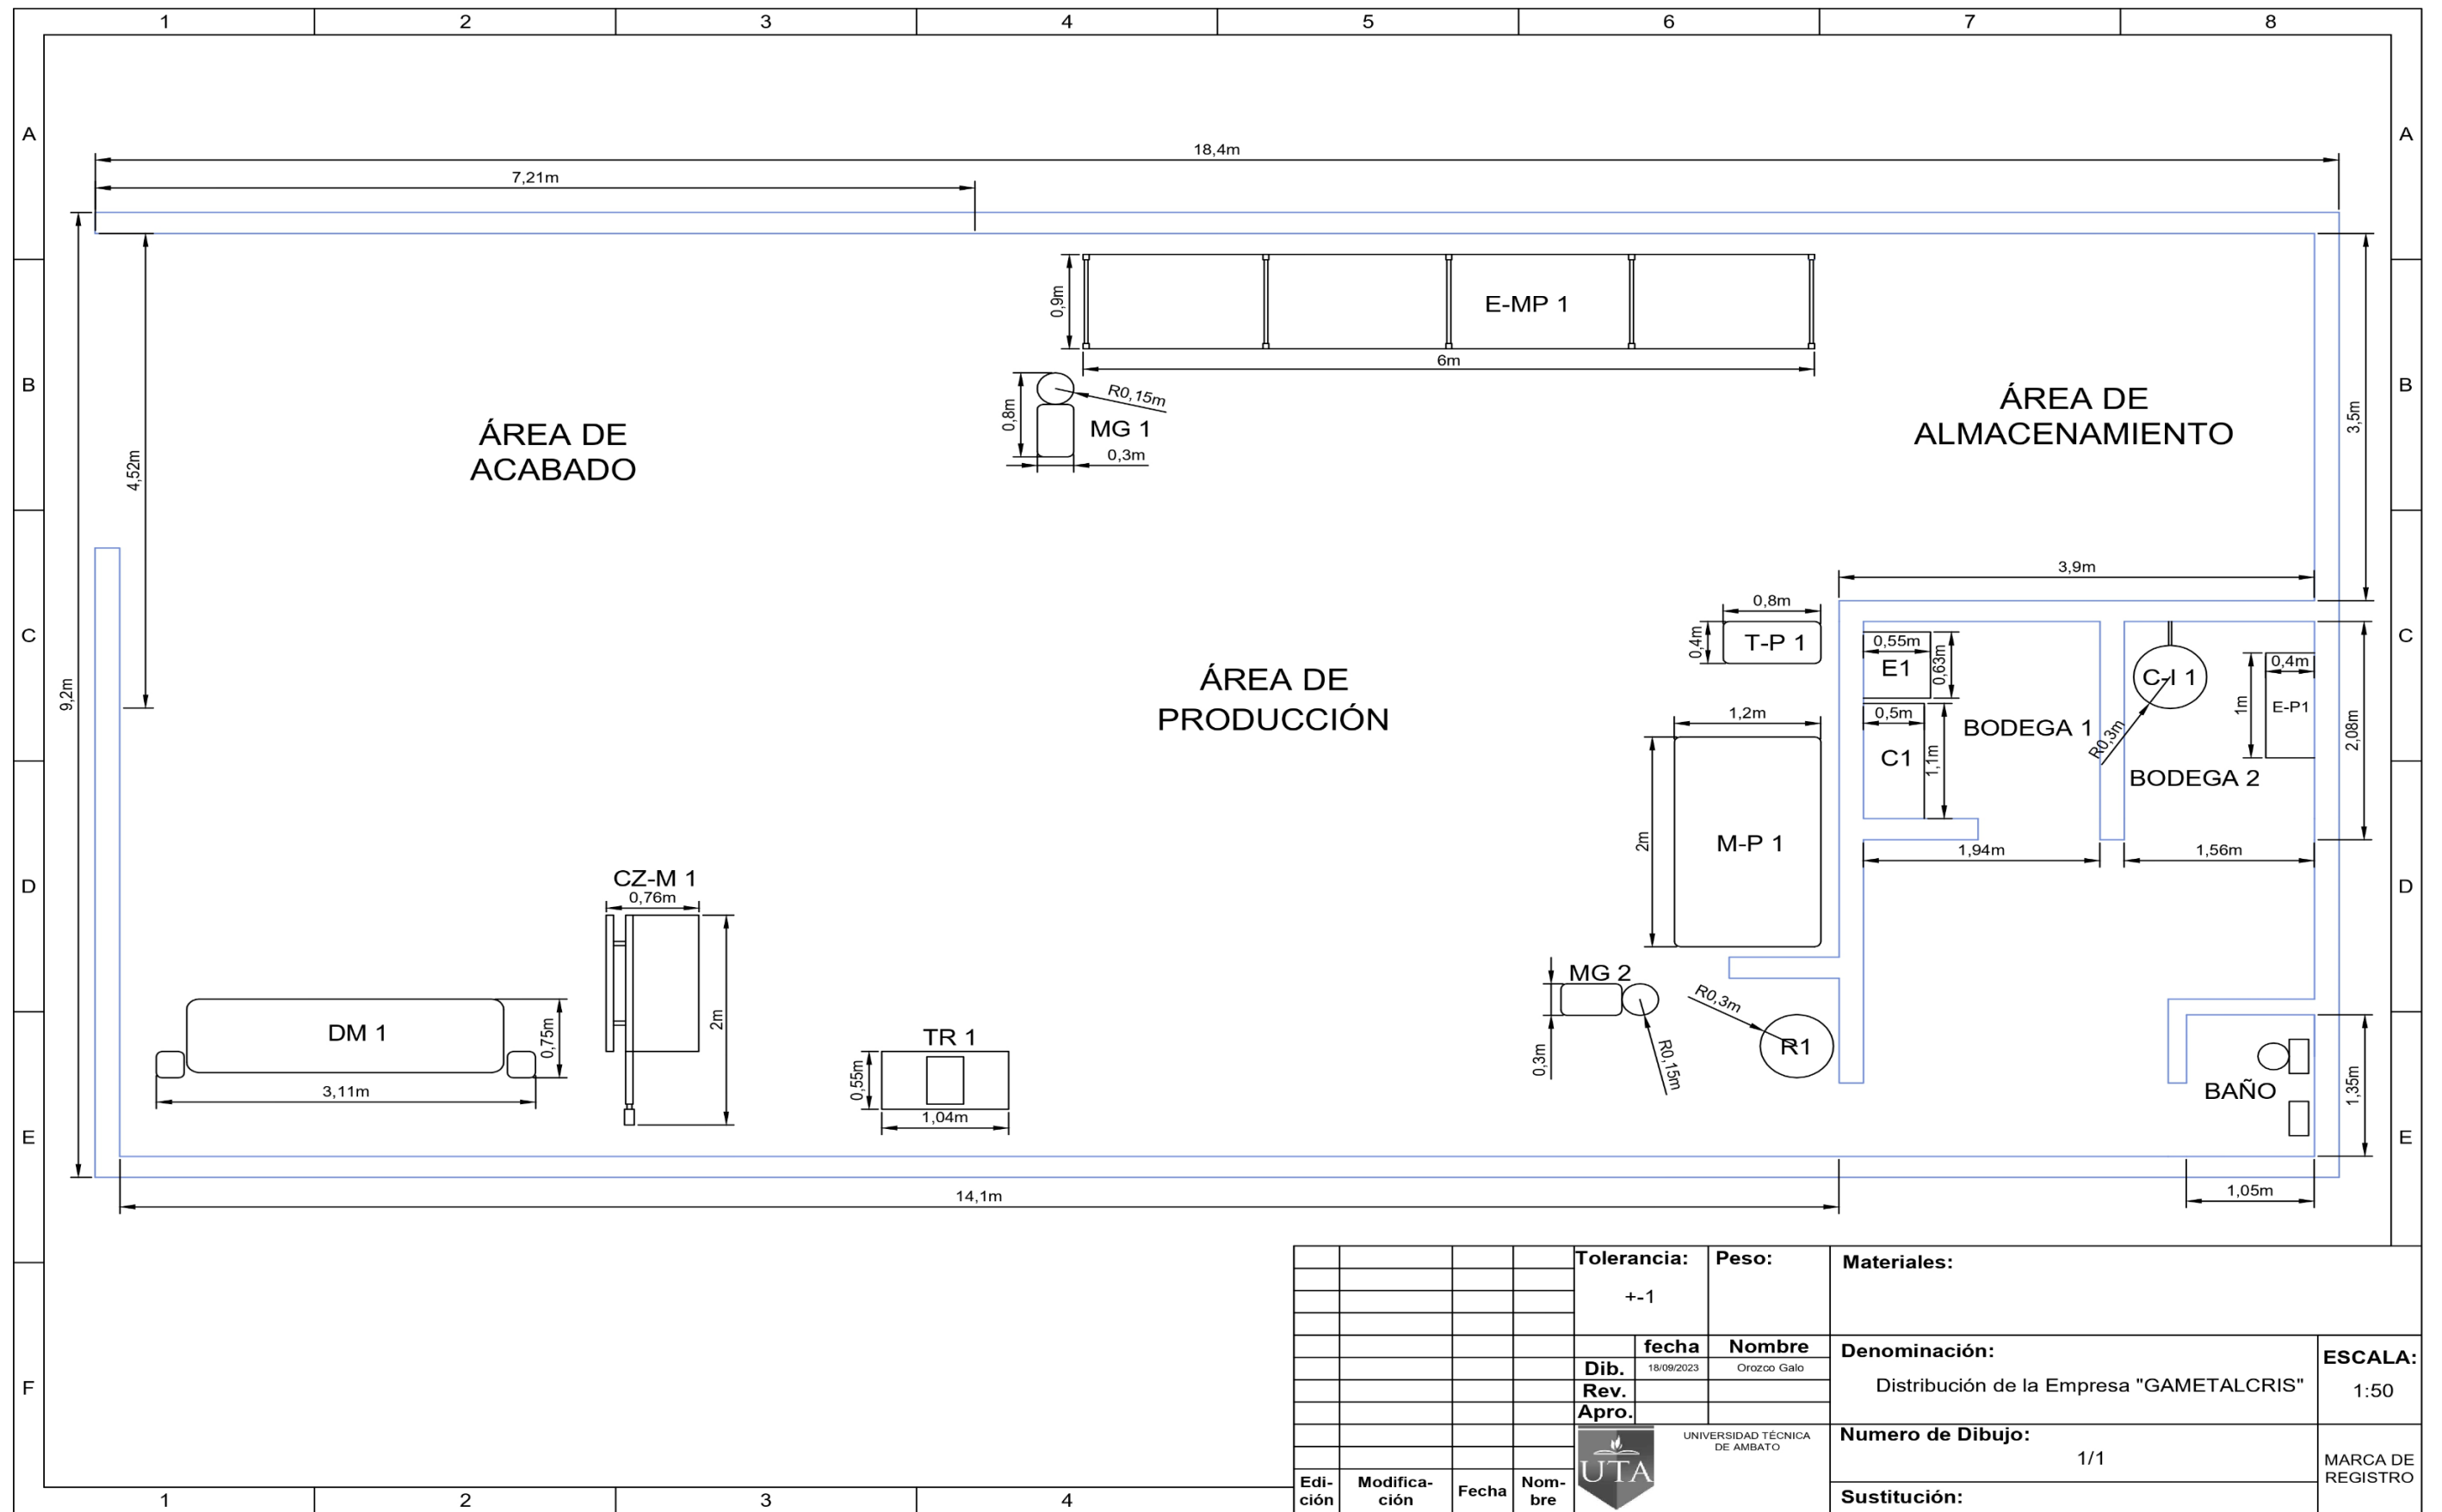 1 2 3 4 5 6 7 8
A A
18,4m
7,21m
0,9m
E-MP 1
6m
B B
R0,15m
0,8m
MG 1
0,3m
ÁREA DE
ACABADO
ÁREA DE
ALMACENAMIENTO
3,5m
4,52m
3,9m
C C
0,8m
0,4m
T-P 1
0,55m
E1
0,63m
C-I 1
0,4m
1m
E-P1
R0,3m
2,08m
9,2m
ÁREA DE
PRODUCCIÓN
1,2m
0,5m
C1
1,1m
BODEGA 1
BODEGA 2
2m
M-P 1
1,94m
1,56m
D D
CZ-M 1
0,76m
2m
MG 2
R0,3m
R1
0,3m
R0,15m
DM 1
0,75m
3,11m
TR 1
0,55m
1,04m
BAÑO
1,35m
E E
14,1m
1,05m
Tolerancia:
+-1
Peso:
Materiales:
fecha Nombre
Dib. 18/09/2023 Orozco Galo
Rev.
Apro.
Denominación:
Distribución de la Empresa "GAMETALCRIS"
ESCALA:
1:50
F
UTA
UNIVERSIDAD TÉCNICA
DE AMBATO
Numero de Dibujo:
1/1
MARCA DE
REGISTRO
Edi-
ción
Modifica-
ción
Fecha
Nom-
bre
Sustitución:
1 2 3 4